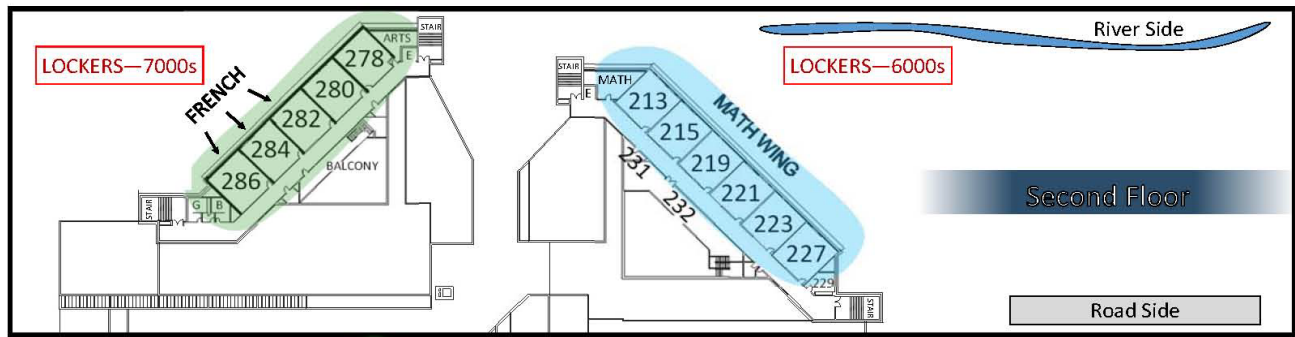 STAIR
ARTS
E
278
280
282
284
286
FRENCH
LOCKERS—7000s
BALCONY
G
B
STAIR
STAIR
E
MATH
213
215
219
221
223
227
229
231
232
MATH WING
STAIR
River Side
LOCKERS—6000s
Second Floor
Road Side